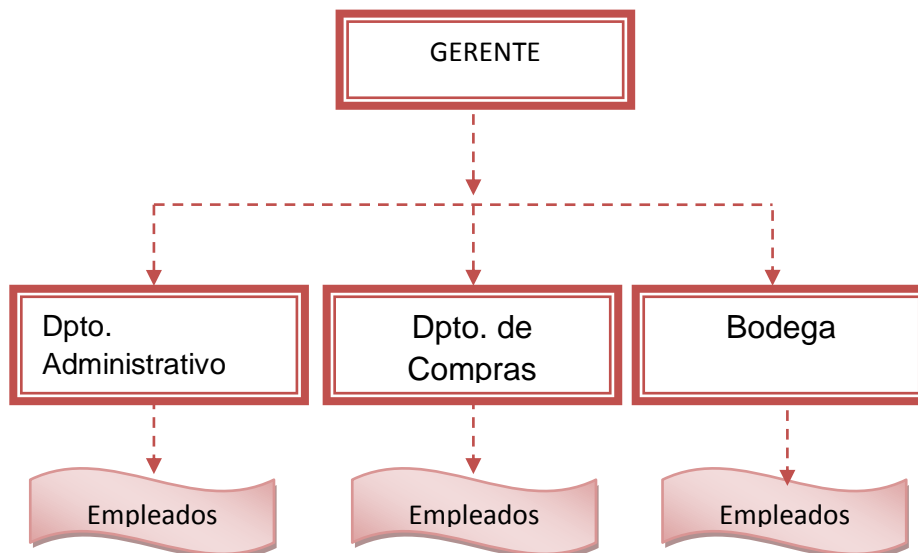 GERENTE
Dpto.
Administrativo
Dpto. de
Compras
Bodega
Empleados
Empleados
Empleados